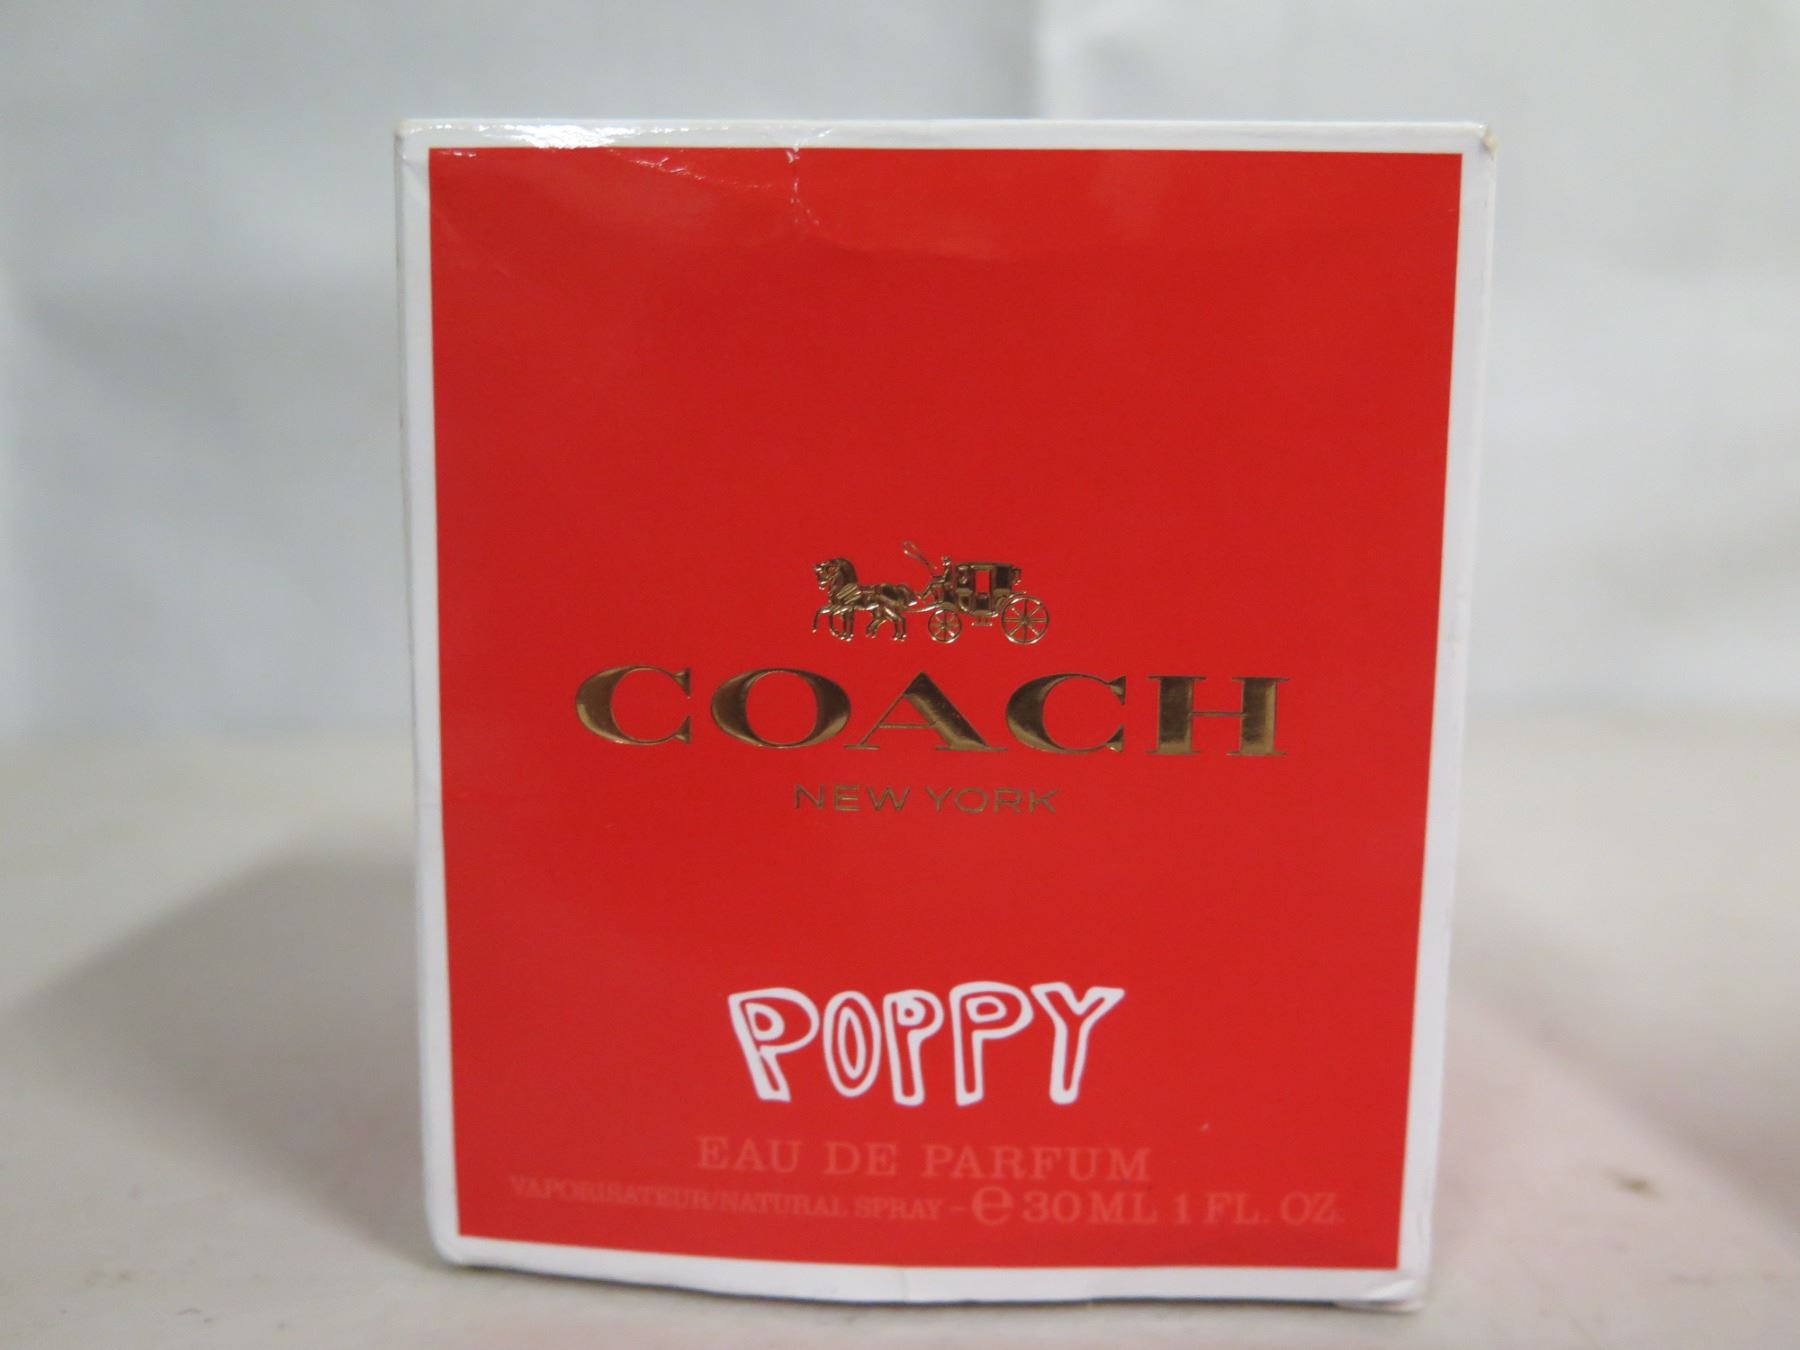 COACH
NEW YORK
POPPY
EAU DE PARFUM
VAPORISATEUR/NATURAL SPRAY - ℮ 30ML 1 FL. OZ.